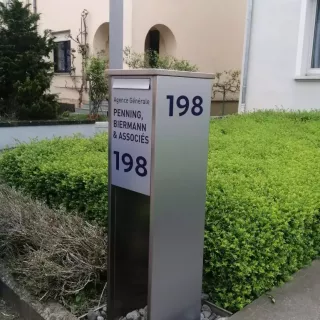 Agence Générale
PENNING,
BIERMANN
& ASSOCIÉS
198
198